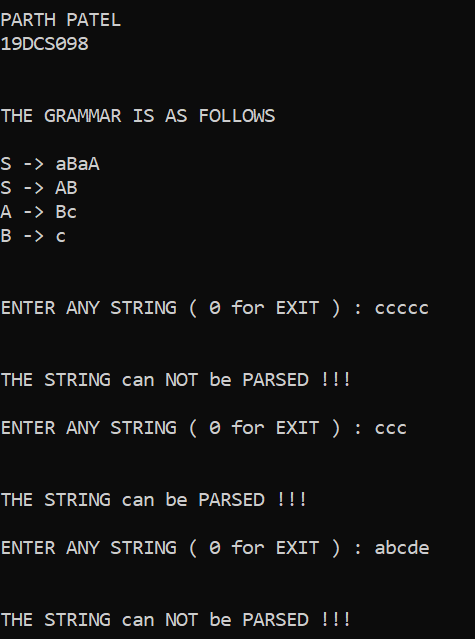 PARTH PATEL
19DCS098
THE GRAMMAR IS AS FOLLOWS
S -> aBaA
S -> AB
A -> Bc
B -> c
ENTER ANY STRING ( 0 for EXIT ) : ccccc
THE STRING can NOT be PARSED !!!
ENTER ANY STRING ( 0 for EXIT ) : ccc
THE STRING can be PARSED !!!
ENTER ANY STRING ( 0 for EXIT ) : abcde
THE STRING can NOT be PARSED !!!